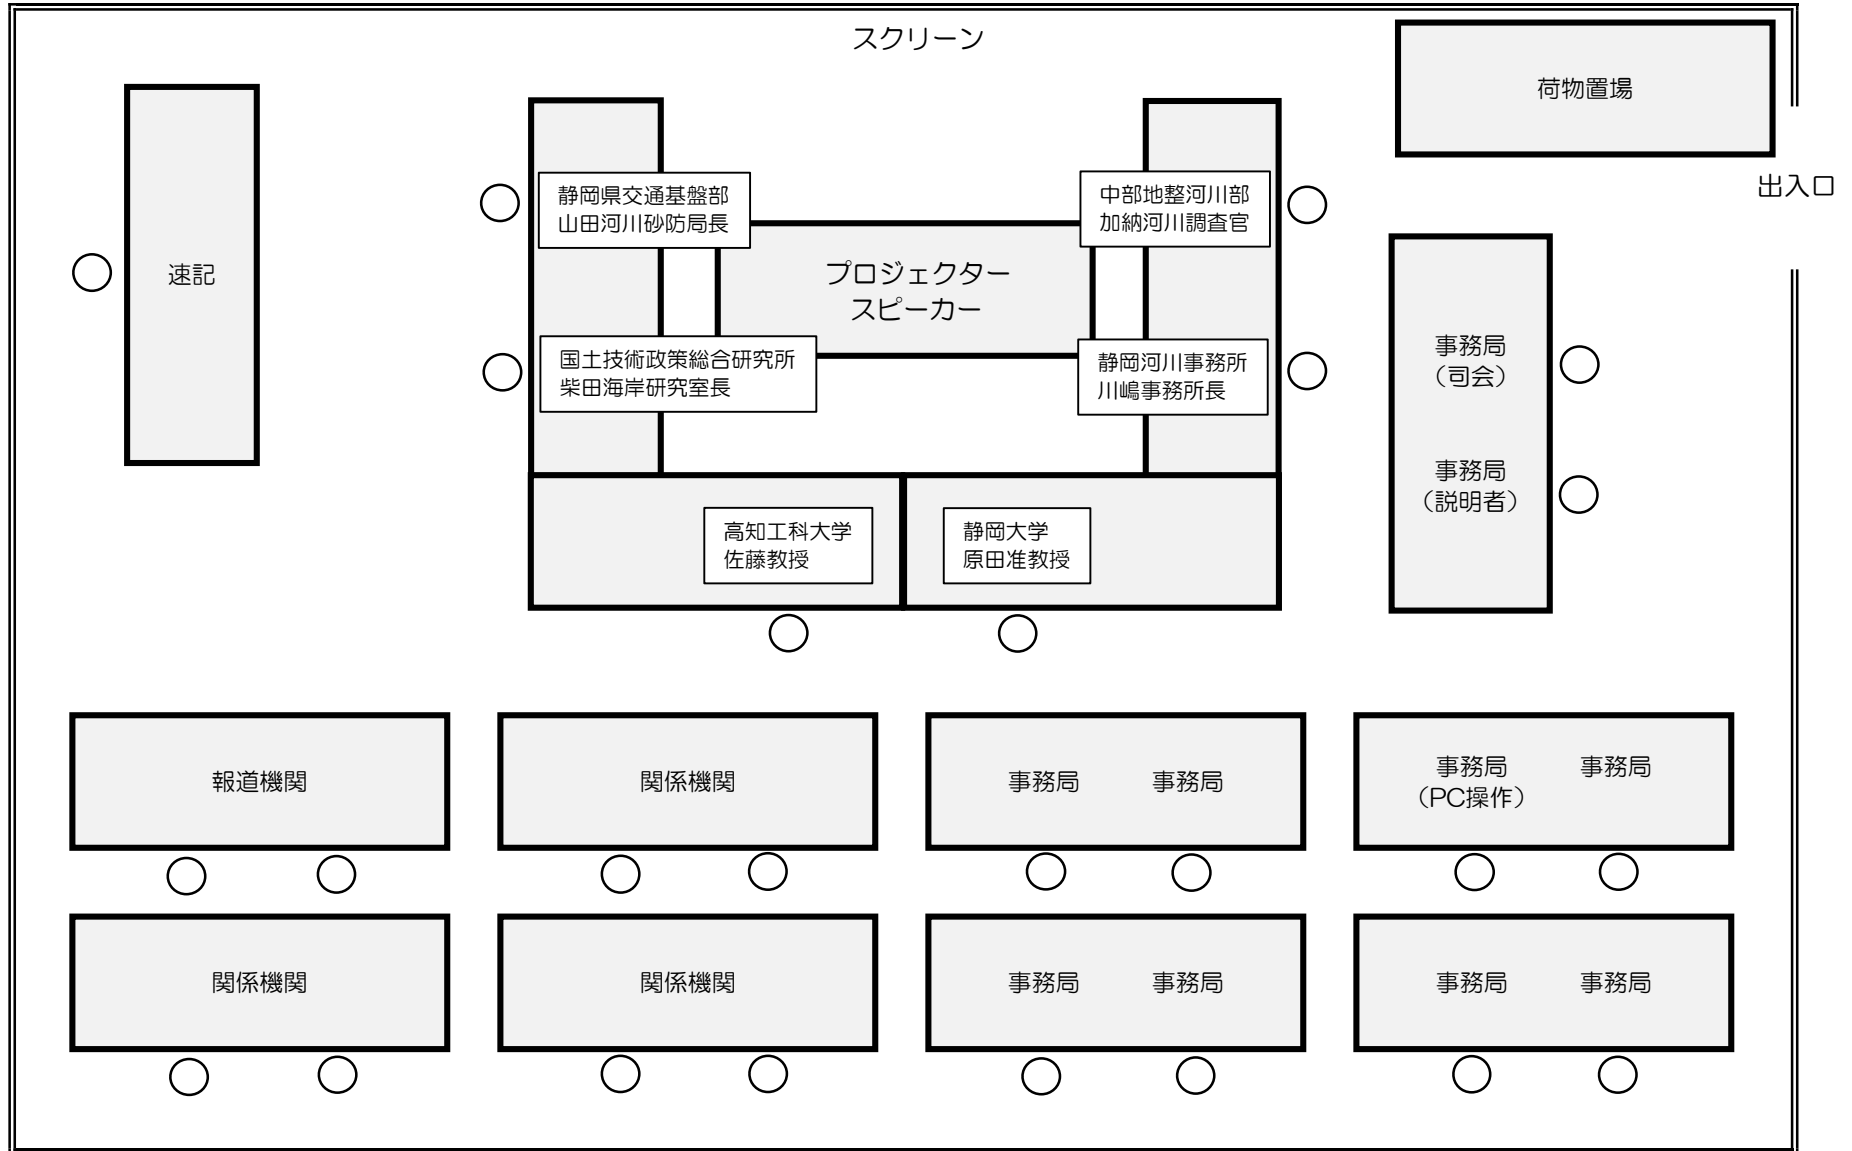 スクリーン
荷物置場
出入口
速記
静岡県交通基盤部
山田河川砂防局長
中部地整河川部
加納河川調査官
プロジェクター
スピーカー
国土技術政策総合研究所
柴田海岸研究室長
静岡河川事務所
川嶋事務所長
事務局
（司会）
事務局
（説明者）
高知工科大学
佐藤教授
静岡大学
原田准教授
報道機関
関係機関
事務局
事務局
事務局
（PC操作）
事務局
関係機関
関係機関
事務局
事務局
事務局
事務局